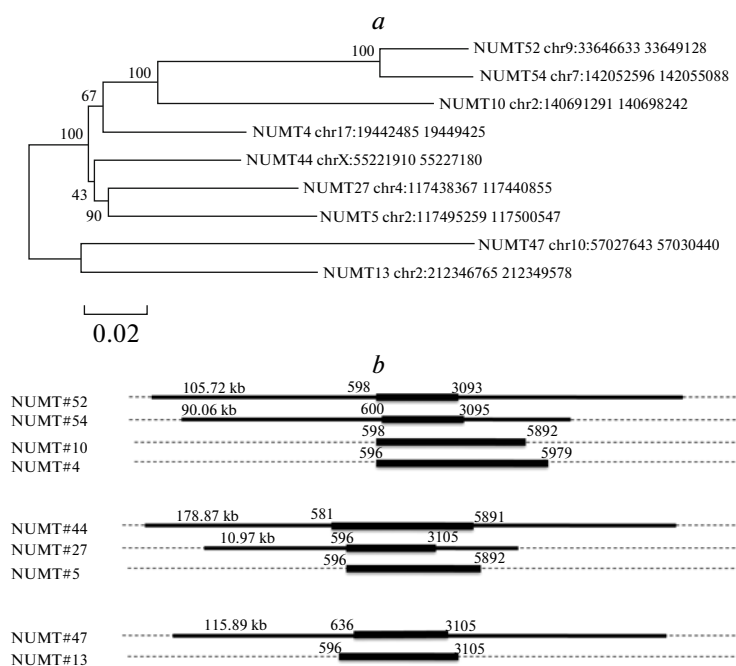 a
100
NUMT52 chr9:33646633 33649128
100
NUMT54 chr7:142052596 142055088
67
NUMT10 chr2:140691291 140698242
100
NUMT4 chr17:19442485 19449425
NUMT44 chrX:55221910 55227180
43
NUMT27 chr4:117438367 117440855
90
NUMT5 chr2:117495259 117500547
NUMT47 chr10:57027643 57030440
NUMT13 chr2:212346765 212349578
0.02
b
NUMT#52 105.72 kb 598 3093
NUMT#54 90.06 kb 600 3095
NUMT#10 598 5892
NUMT#4 596 5979
NUMT#44 178.87 kb 581 5891
NUMT#27 10.97 kb 596 3105
NUMT#5 596 5892
NUMT#47 115.89 kb 636 3105
NUMT#13 596 3105